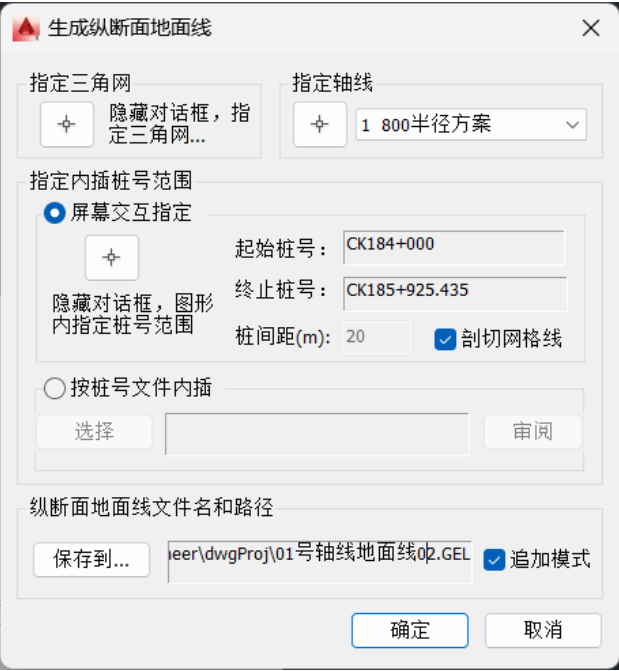 生成纵断面地面线
指定三角网
隐藏对话框，指
定三角网...
指定轴线
1 800半径方案
指定内插桩号范围
屏幕交互指定
隐藏对话框，图形
内指定桩号范围
起始桩号：
CK184+000
终止桩号：
CK185+925.435
桩间距(m):
20
剖切网格线
按桩号文件内插
选择
审阅
纵断面地面线文件名和路径
保存到...
eer\dwgProj\01号轴线地面线02.GEL
追加模式
确定
取消